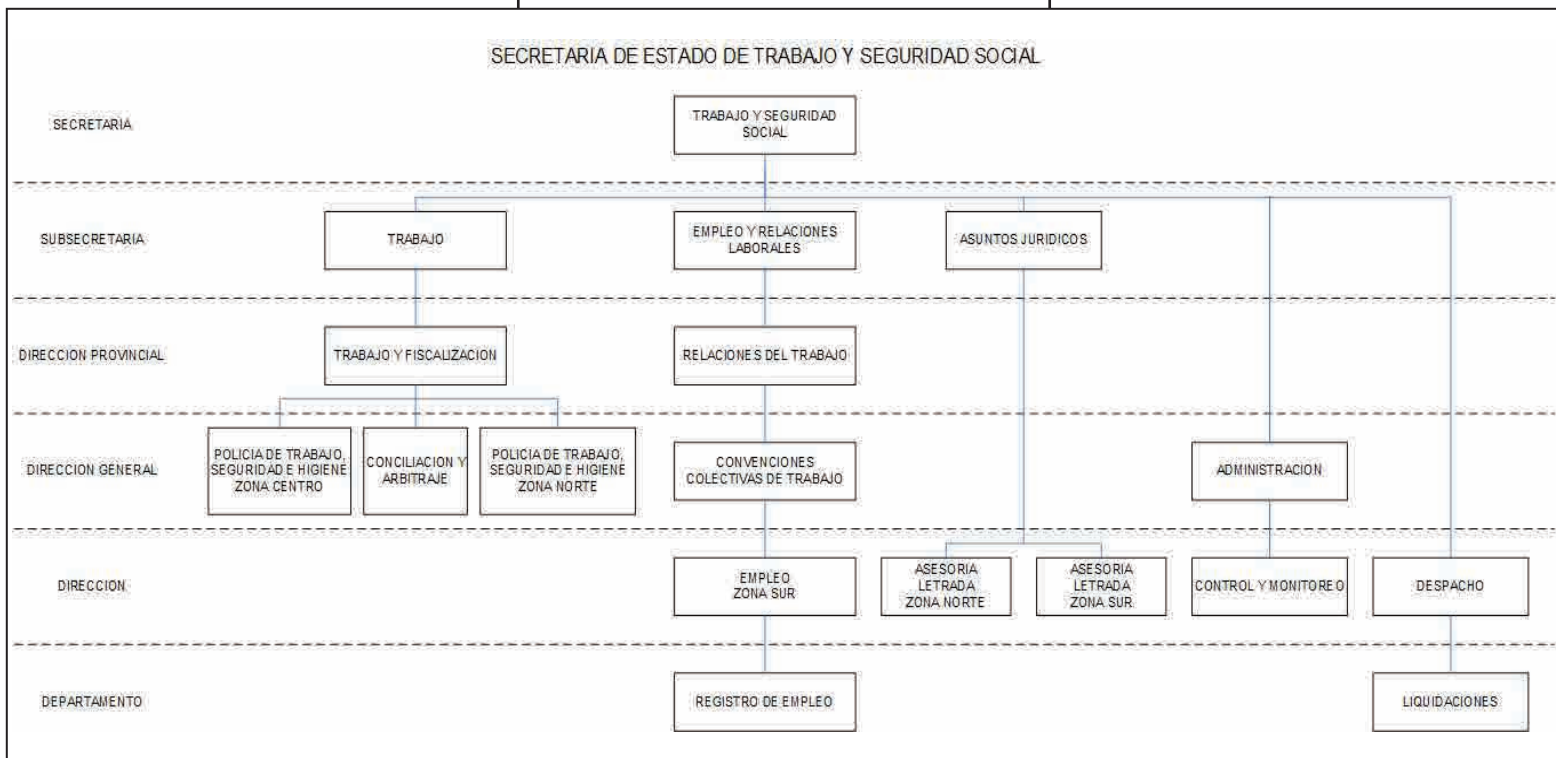 SECRETARIA DE ESTADO DE TRABAJO Y SEGURIDAD SOCIAL
SECRETARIA
TRABAJO Y SEGURIDAD
SOCIAL
SUBSECRETARIA
TRABAJO
EMPLEO Y RELACIONES
LABORALES
ASUNTOS JURIDICOS
DIRECCION PROVINCIAL
TRABAJO Y FISCALIZACION
RELACIONES DEL TRABAJO
DIRECCION GENERAL
POLICIA DE TRABAJO,
SEGURIDAD E HIGIENE
ZONA CENTRO
CONCILIACION Y
ARBITRAJE
POLICIA DE TRABAJO,
SEGURIDAD E HIGIENE
ZONA NORTE
CONVENCIONES
COLECTIVAS DE TRABAJO
ADMINISTRACION
DIRECCION
EMPLEO
ZONA SUR
ASESORIA
LETRADA
ZONA NORTE
ASESORIA
LETRADA
ZONA SUR
CONTROL Y MONITOREO
DESPACHO
DEPARTAMENTO
REGISTRO DE EMPLEO
LIQUIDACIONES